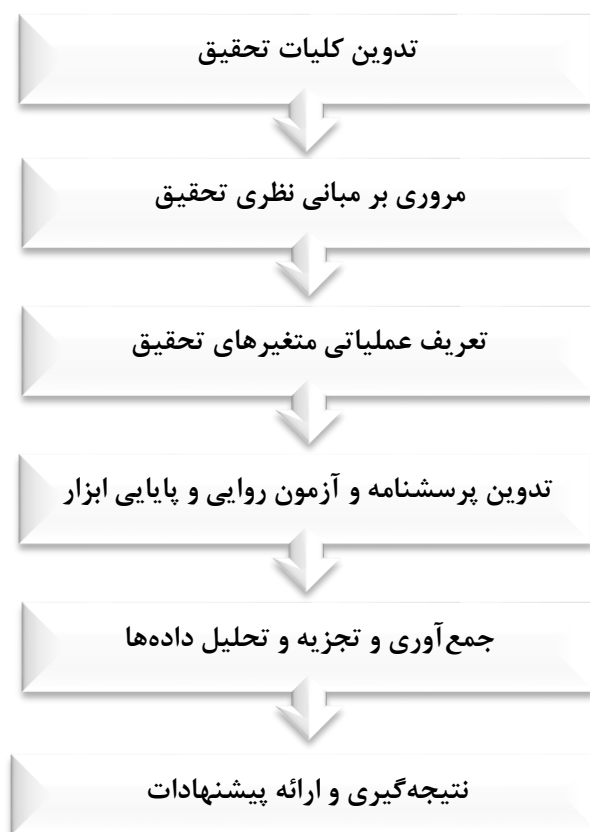 تدوین کلیات تحقیق
مروری بر مبانی نظری تحقیق
تعریف عملیاتی متغیرهای تحقیق
تدوین پرسشنامه و آزمون روایی و پایایی ابزار
جمع‌آوری و تجزیه و تحلیل داده‌ها
نتیجه‌گیری و ارائه پیشنهادات